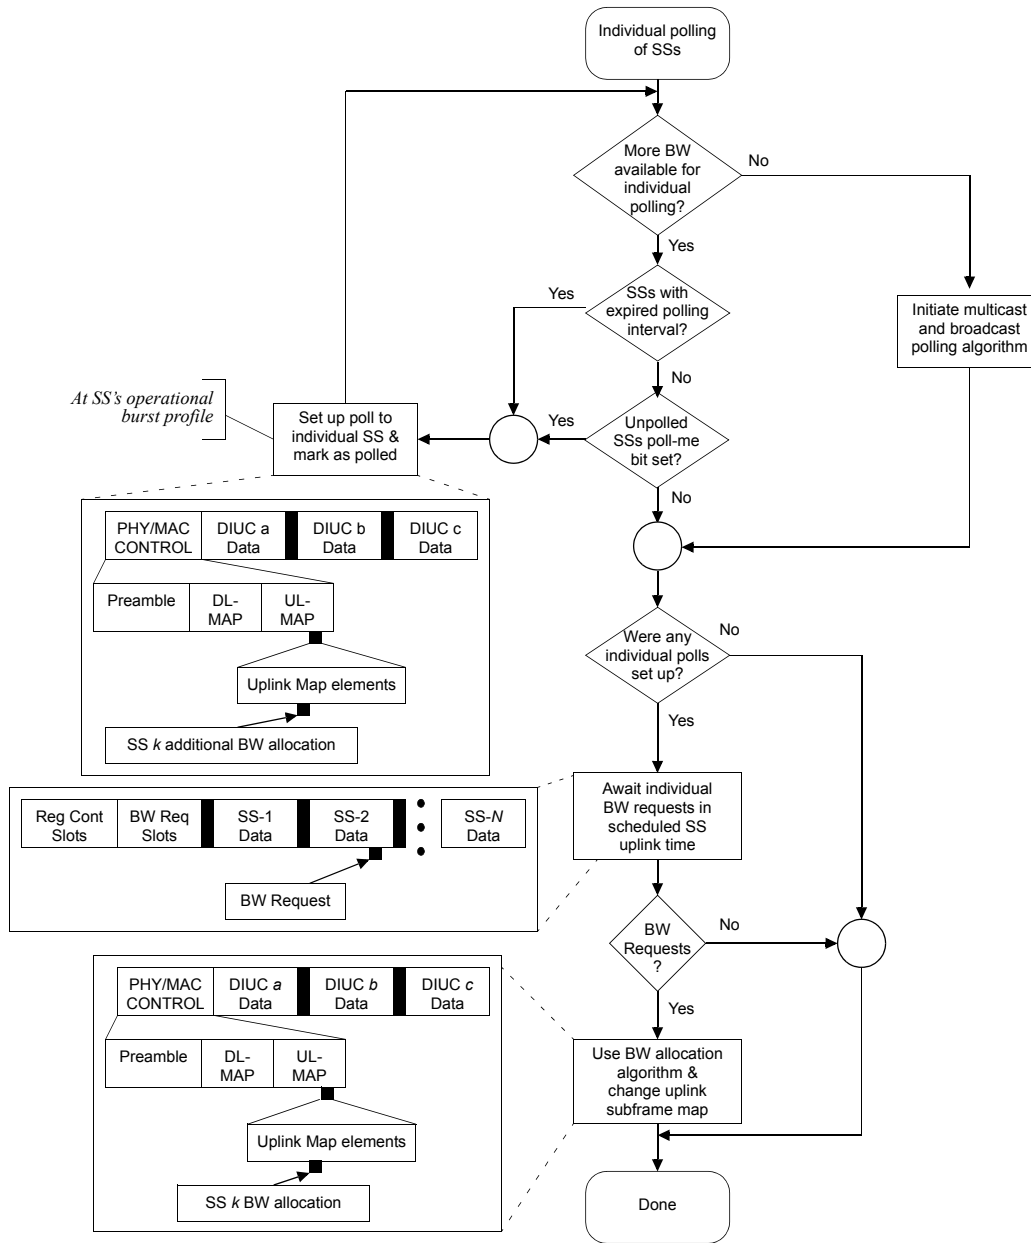 Individual polling
of SSs
More BW
available for
individual
polling?
No
Yes
SSs with
expired polling
interval?
Yes
No
Initiate multicast
and broadcast
polling algorithm
At SS's operational
burst profile
Set up poll to
individual SS &
mark as polled
Yes
Unpolled
SSs poll-me
bit set?
No
PHY/MAC
CONTROL
DIUC a
Data
DIUC b
Data
DIUC c
Data
Preamble
DL-
MAP
UL-
MAP
Uplink Map elements
SS k additional BW allocation
Were any
individual polls
set up?
No
Yes
Await individual
BW requests in
scheduled SS
uplink time
Reg Cont
Slots
BW Req
Slots
SS-1
Data
SS-2
Data
SS-N
Data
BW Request
BW
Requests
?
No
Yes
PHY/MAC
CONTROL
DIUC a
Data
DIUC b
Data
DIUC c
Data
Preamble
DL-
MAP
UL-
MAP
Uplink Map elements
SS k BW allocation
Use BW allocation
algorithm &
change uplink
subframe map
Done